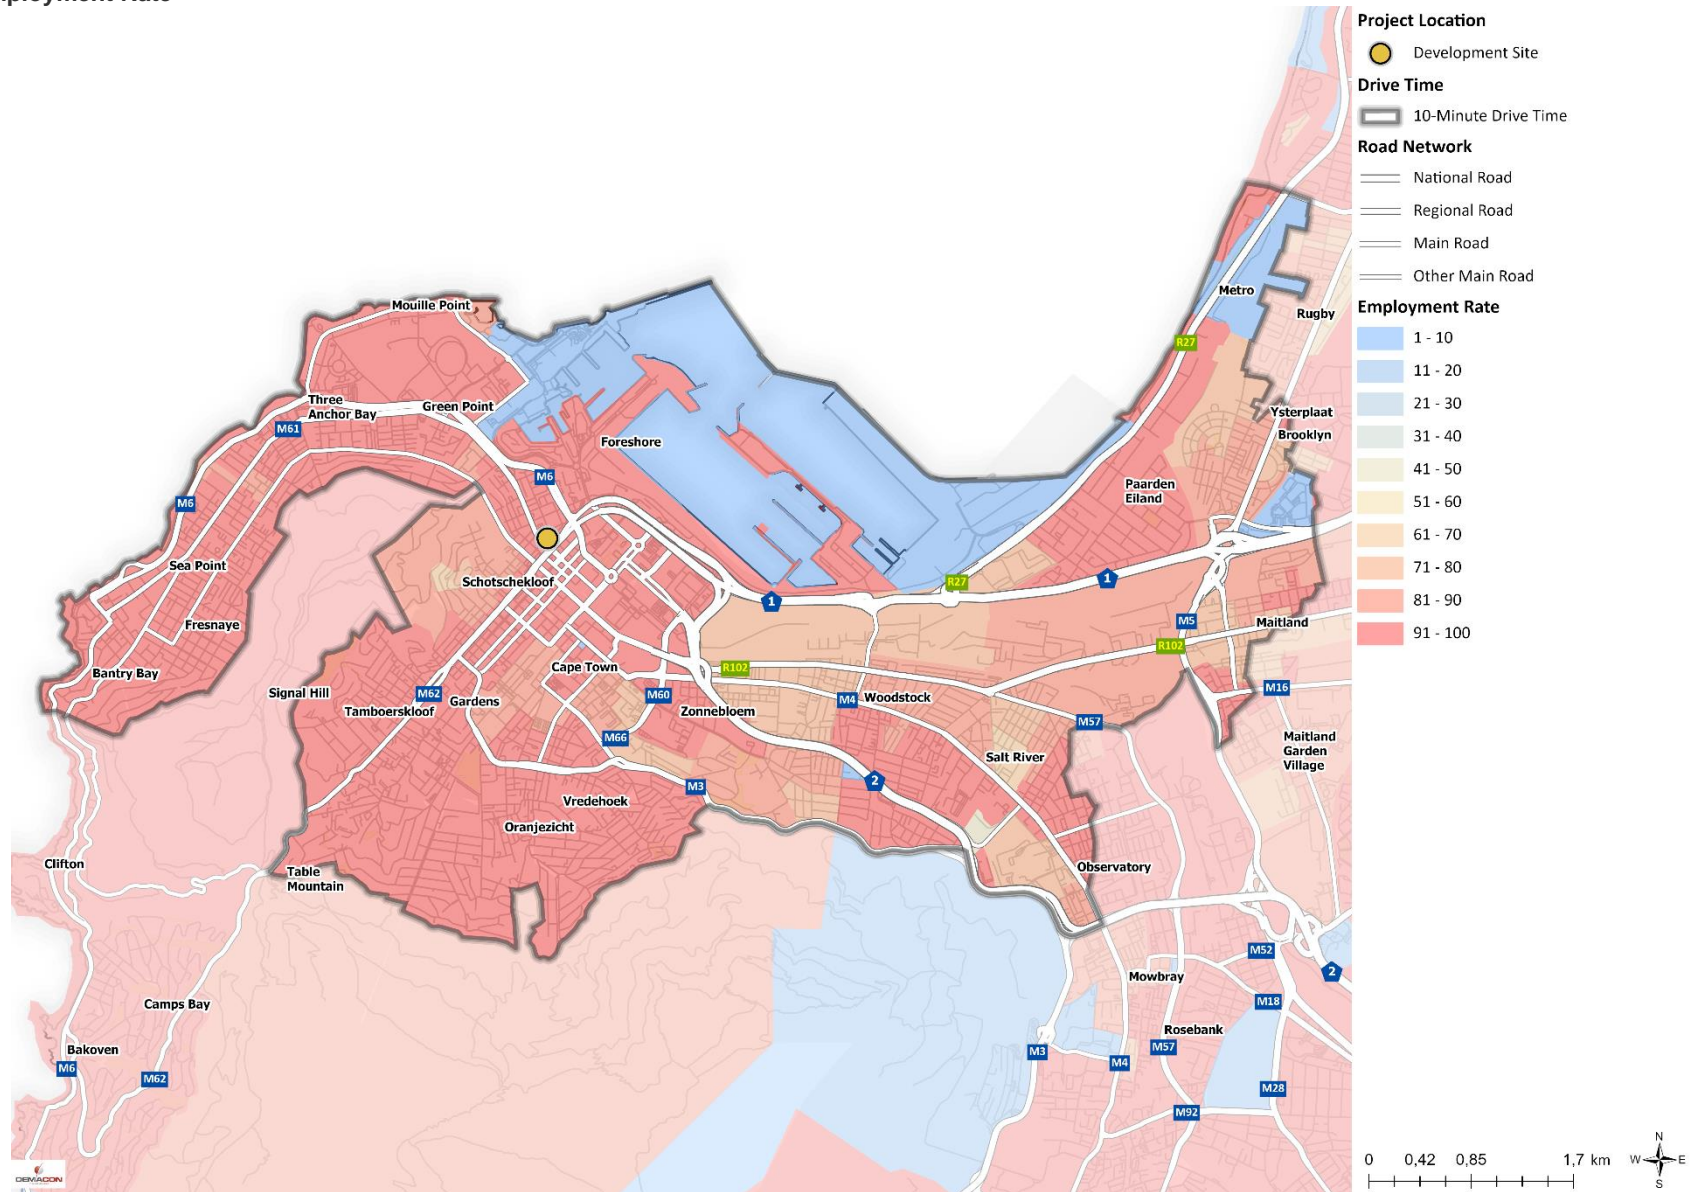 Project Location
Development Site
Drive Time
10-Minute Drive Time
Road Network
National Road
Regional Road
Main Road
Other Main Road
Employment Rate
1 - 10
11 - 20
21 - 30
31 - 40
41 - 50
51 - 60
61 - 70
71 - 80
81 - 90
91 - 100
Metro
Rugby
Mouille Point
R27
Three
Anchor Bay
Green Point
M61
Foreshore
Ysterplaat
Brooklyn
M6
M6
Paarden
Eiland
Sea Point
Schotschekloof
R27
1
1
Fresnaye
M5
Maitland
R102
Bantry Bay
Cape Town
R102
Signal Hill
M62
Gardens
M60
M4
Woodstock
M16
Tamboerskloof
Zonnebloem
M57
M66
Maitland
Garden
Village
Salt River
M3
2
Vredehoek
Oranjezicht
Clifton
Table
Mountain
Observatory
M52
2
Mowbray
Camps Bay
M18
Rosebank
Bakoven
M3
M57
M6
M62
M4
M28
M92
DEMACON
0 0,42 0,85 1,7 km
N
W E
S